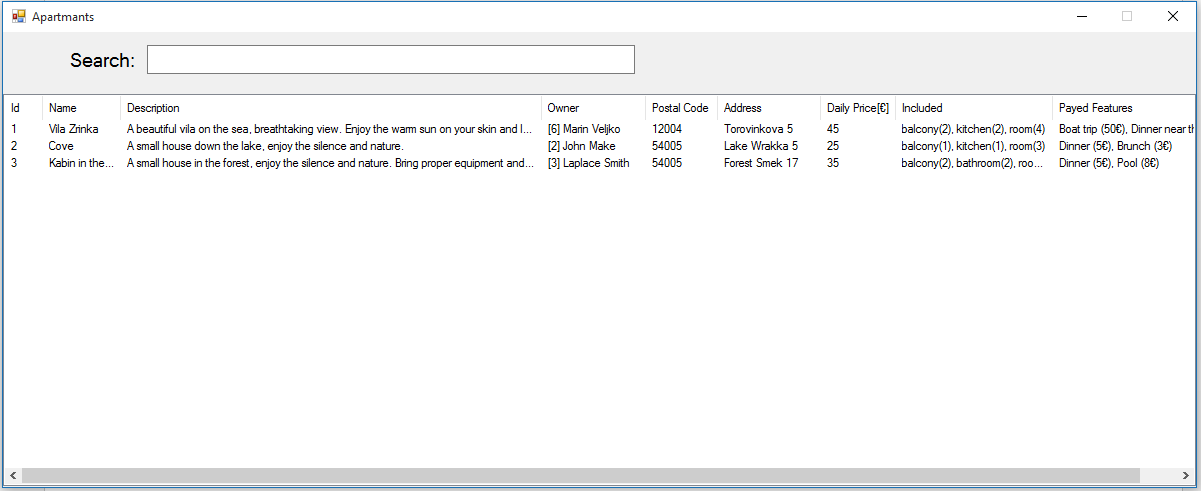 Apartmants
Search:
Id Name Description Owner Postal Code Address Daily Price[€] Included Payed Features
1 Vila Zrinka A beautiful vila on the sea, breathtaking view. Enjoy the warm sun on your skin and l... [6] Marin Veljko 12004 Torovinkova 5 45 balcony(2), kitchen(2), room(4) Boat trip (50€), Dinner near th
2 Cove A small house down the lake, enjoy the silence and nature. [2] John Make 54005 Lake Wrakka 5 25 balcony(1), kitchen(1), room(3) Dinner (5€), Brunch (3€)
3 Kabin in the... A small house in the forest, enjoy the silence and nature. Bring proper equipment and... [3] Laplace Smith 54005 Forest Smek 17 35 balcony(2), bathroom(2), roo... Dinner (5€), Pool (8€)